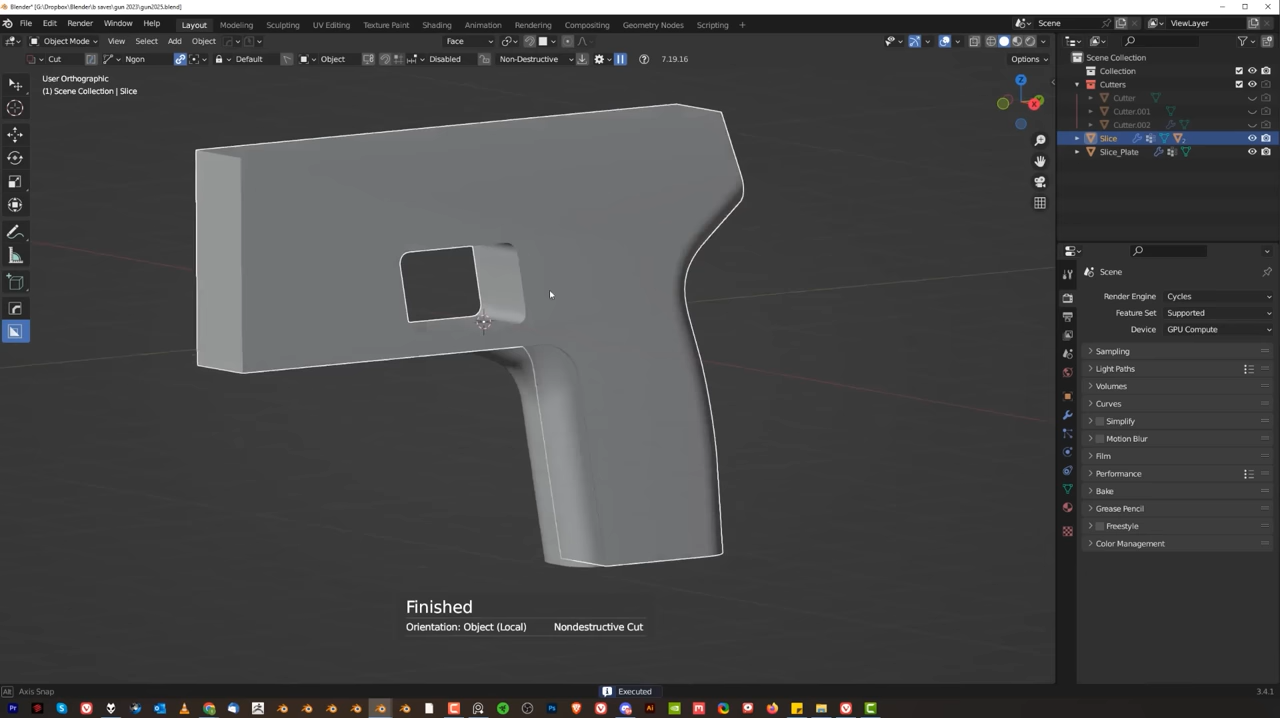 Blender* [G:\Dropbox\Blender\b saves\gun 2023\gun2025.blend]
File Edit Render Window Help Layout Modeling Sculpting UV Editing Texture Paint Shading Animation Rendering Compositing Geometry Nodes Scripting + Scene ViewLayer
Object Mode View Select Add Object Face
Cut Ngon Default Object Disabled Non-Destructive 7.19.16 Options
User Orthographic
(1) Scene Collection | Slice
Z
X
Y
Finished
Orientation: Object (Local) Nondestructive Cut
Scene Collection
Collection
Cutters
Cutter
Cutter.001
Cutter.002
Slice 2
Slice_Plate
Scene
Render Engine Cycles
Feature Set Supported
Device GPU Compute
Sampling
Light Paths
Volumes
Curves
Simplify
Motion Blur
Film
Performance
Bake
Grease Pencil
Freestyle
Color Management
Alt Axis Snap Executed 3.4.1